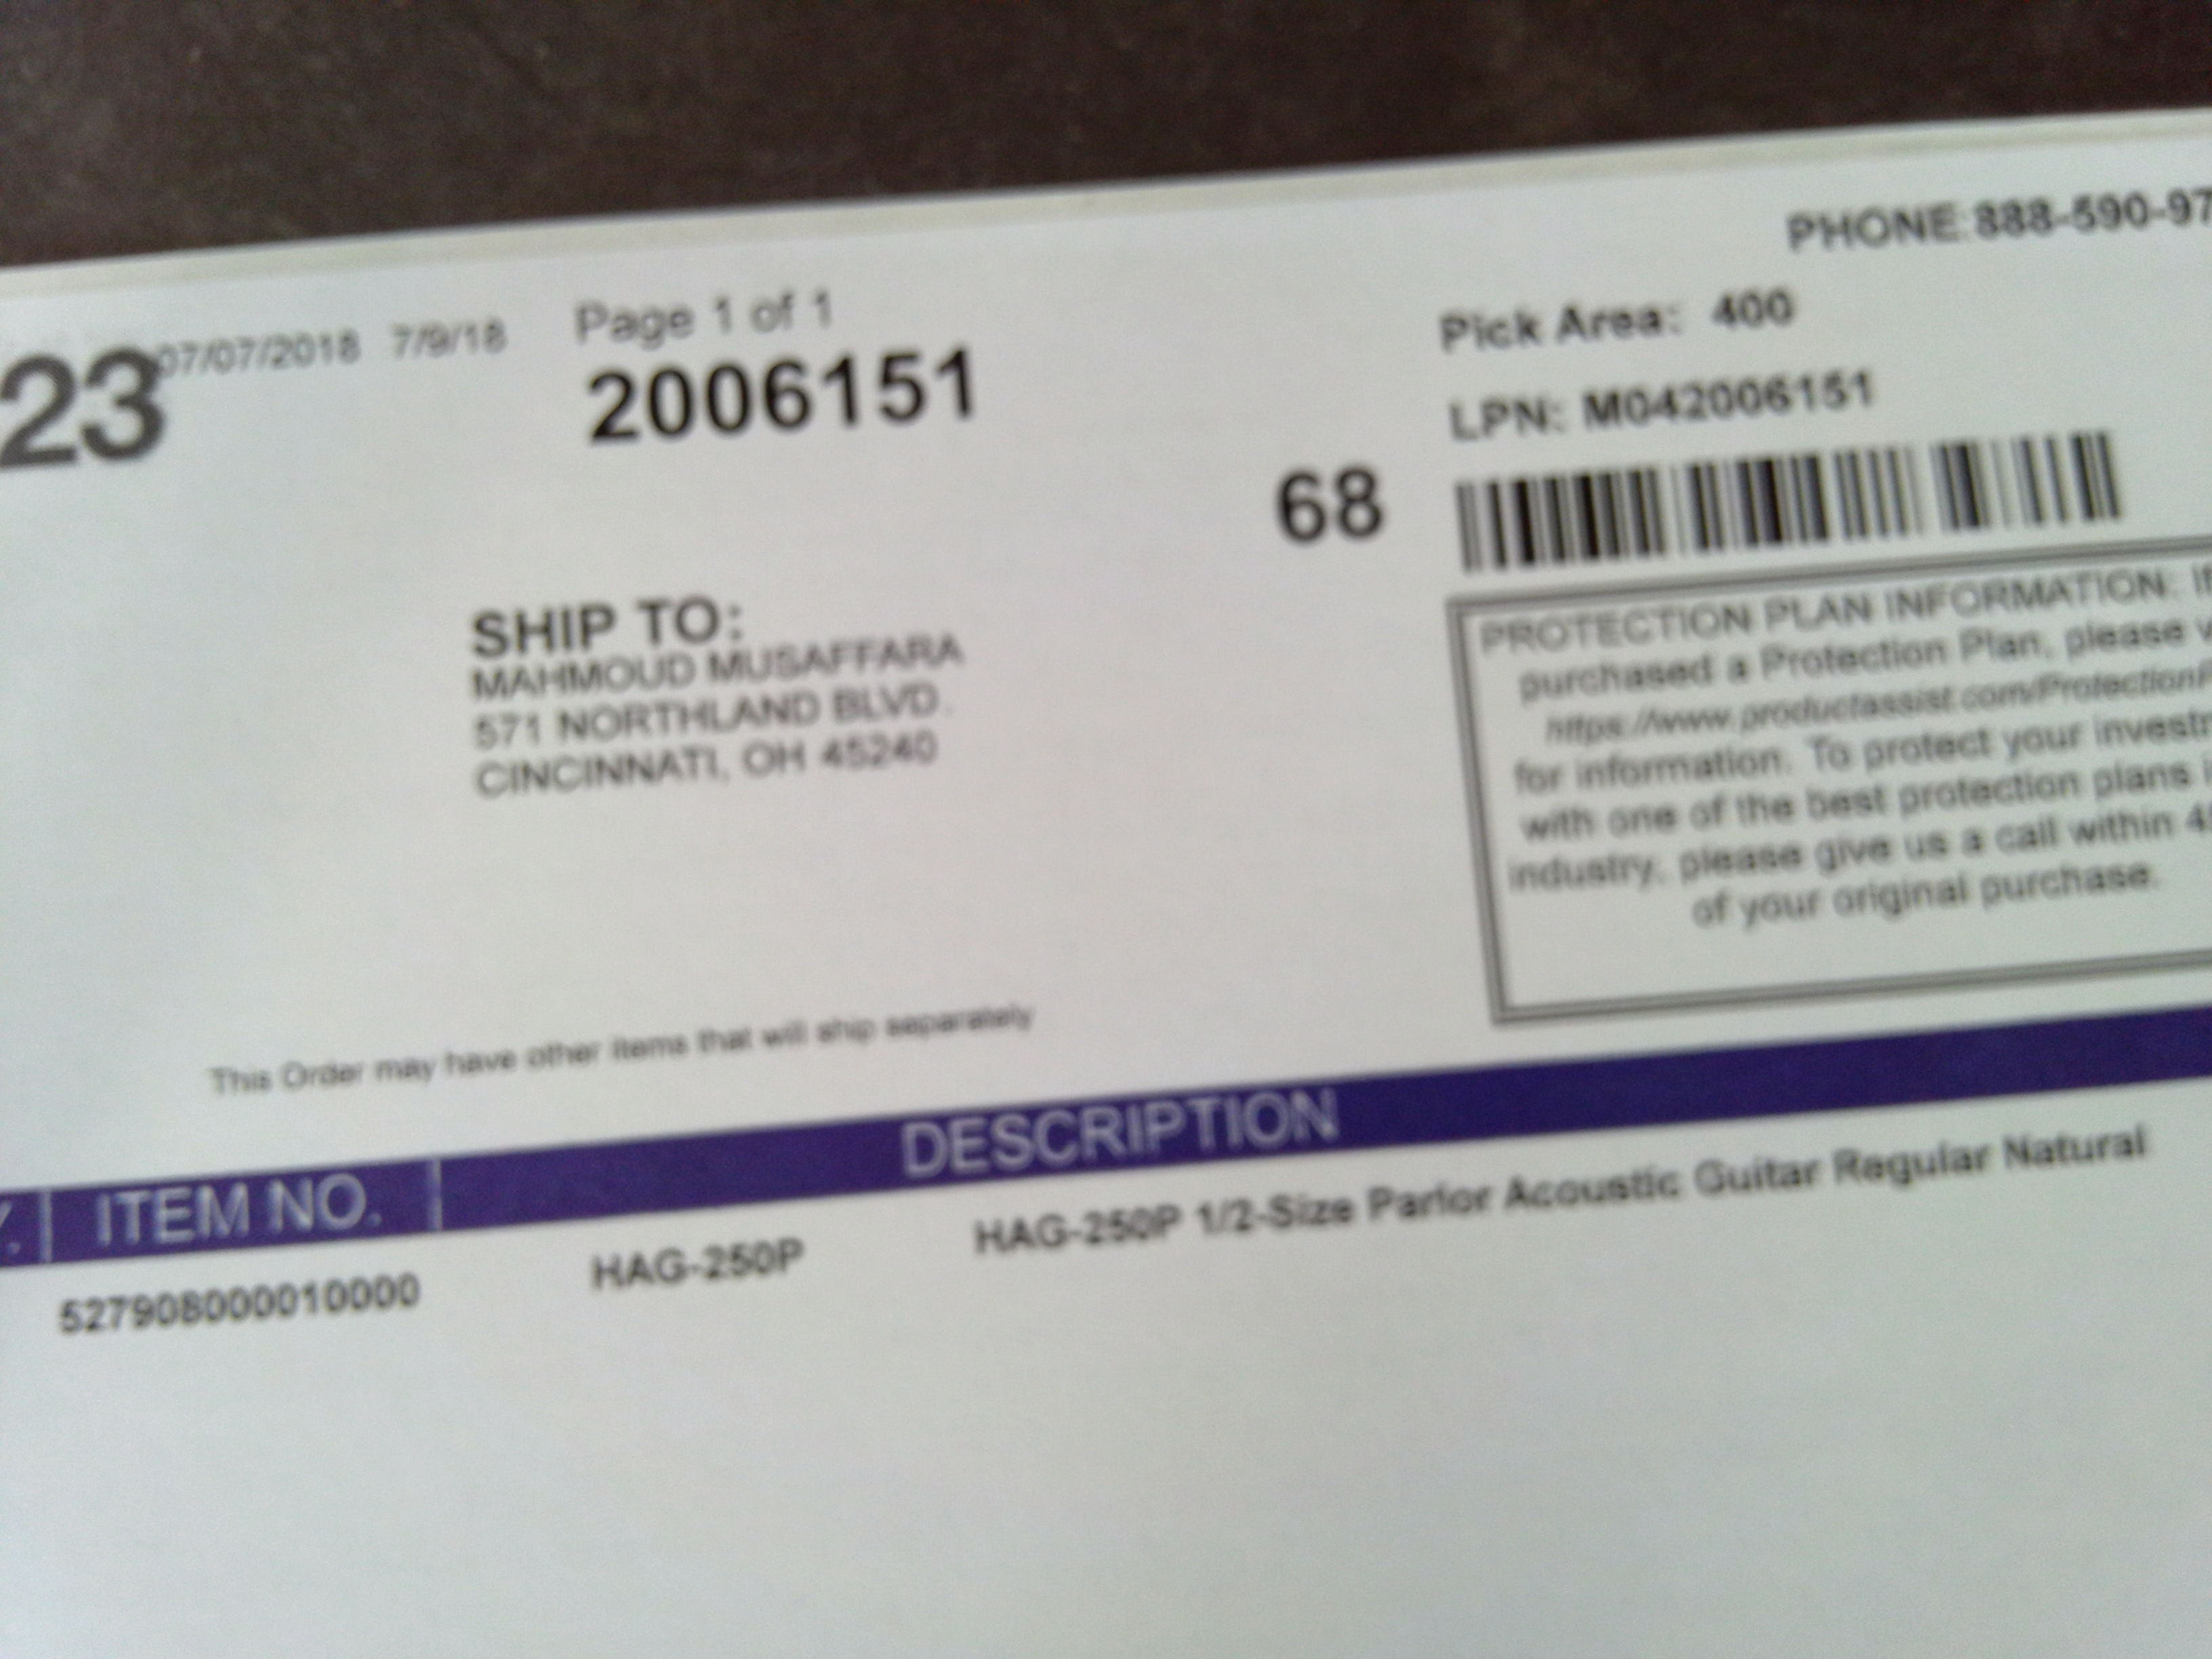 PHONE:888-590-97
07/07/2018 7/9/18 Page 1 of 1
23
2006151
Pick Area: 400
LPN: M042006151
68
SHIP TO:
MAHMOUD MUSAFFARA
571 NORTHLAND BLVD.
CINCINNATI, OH 45240
PROTECTION PLAN INFORMATION:
purchased a Protection Plan, please
https://www.productassist.com/Protection
for information. To protect your
with one of the best protection plans
industry, please give us a call within
of your original purchase.
This Order may have other items that will ship separately
ITEM NO. DESCRIPTION
527908000010000 HAG-250P HAG-250P 1/2-Size Parlor Acoustic Guitar Regular Natural